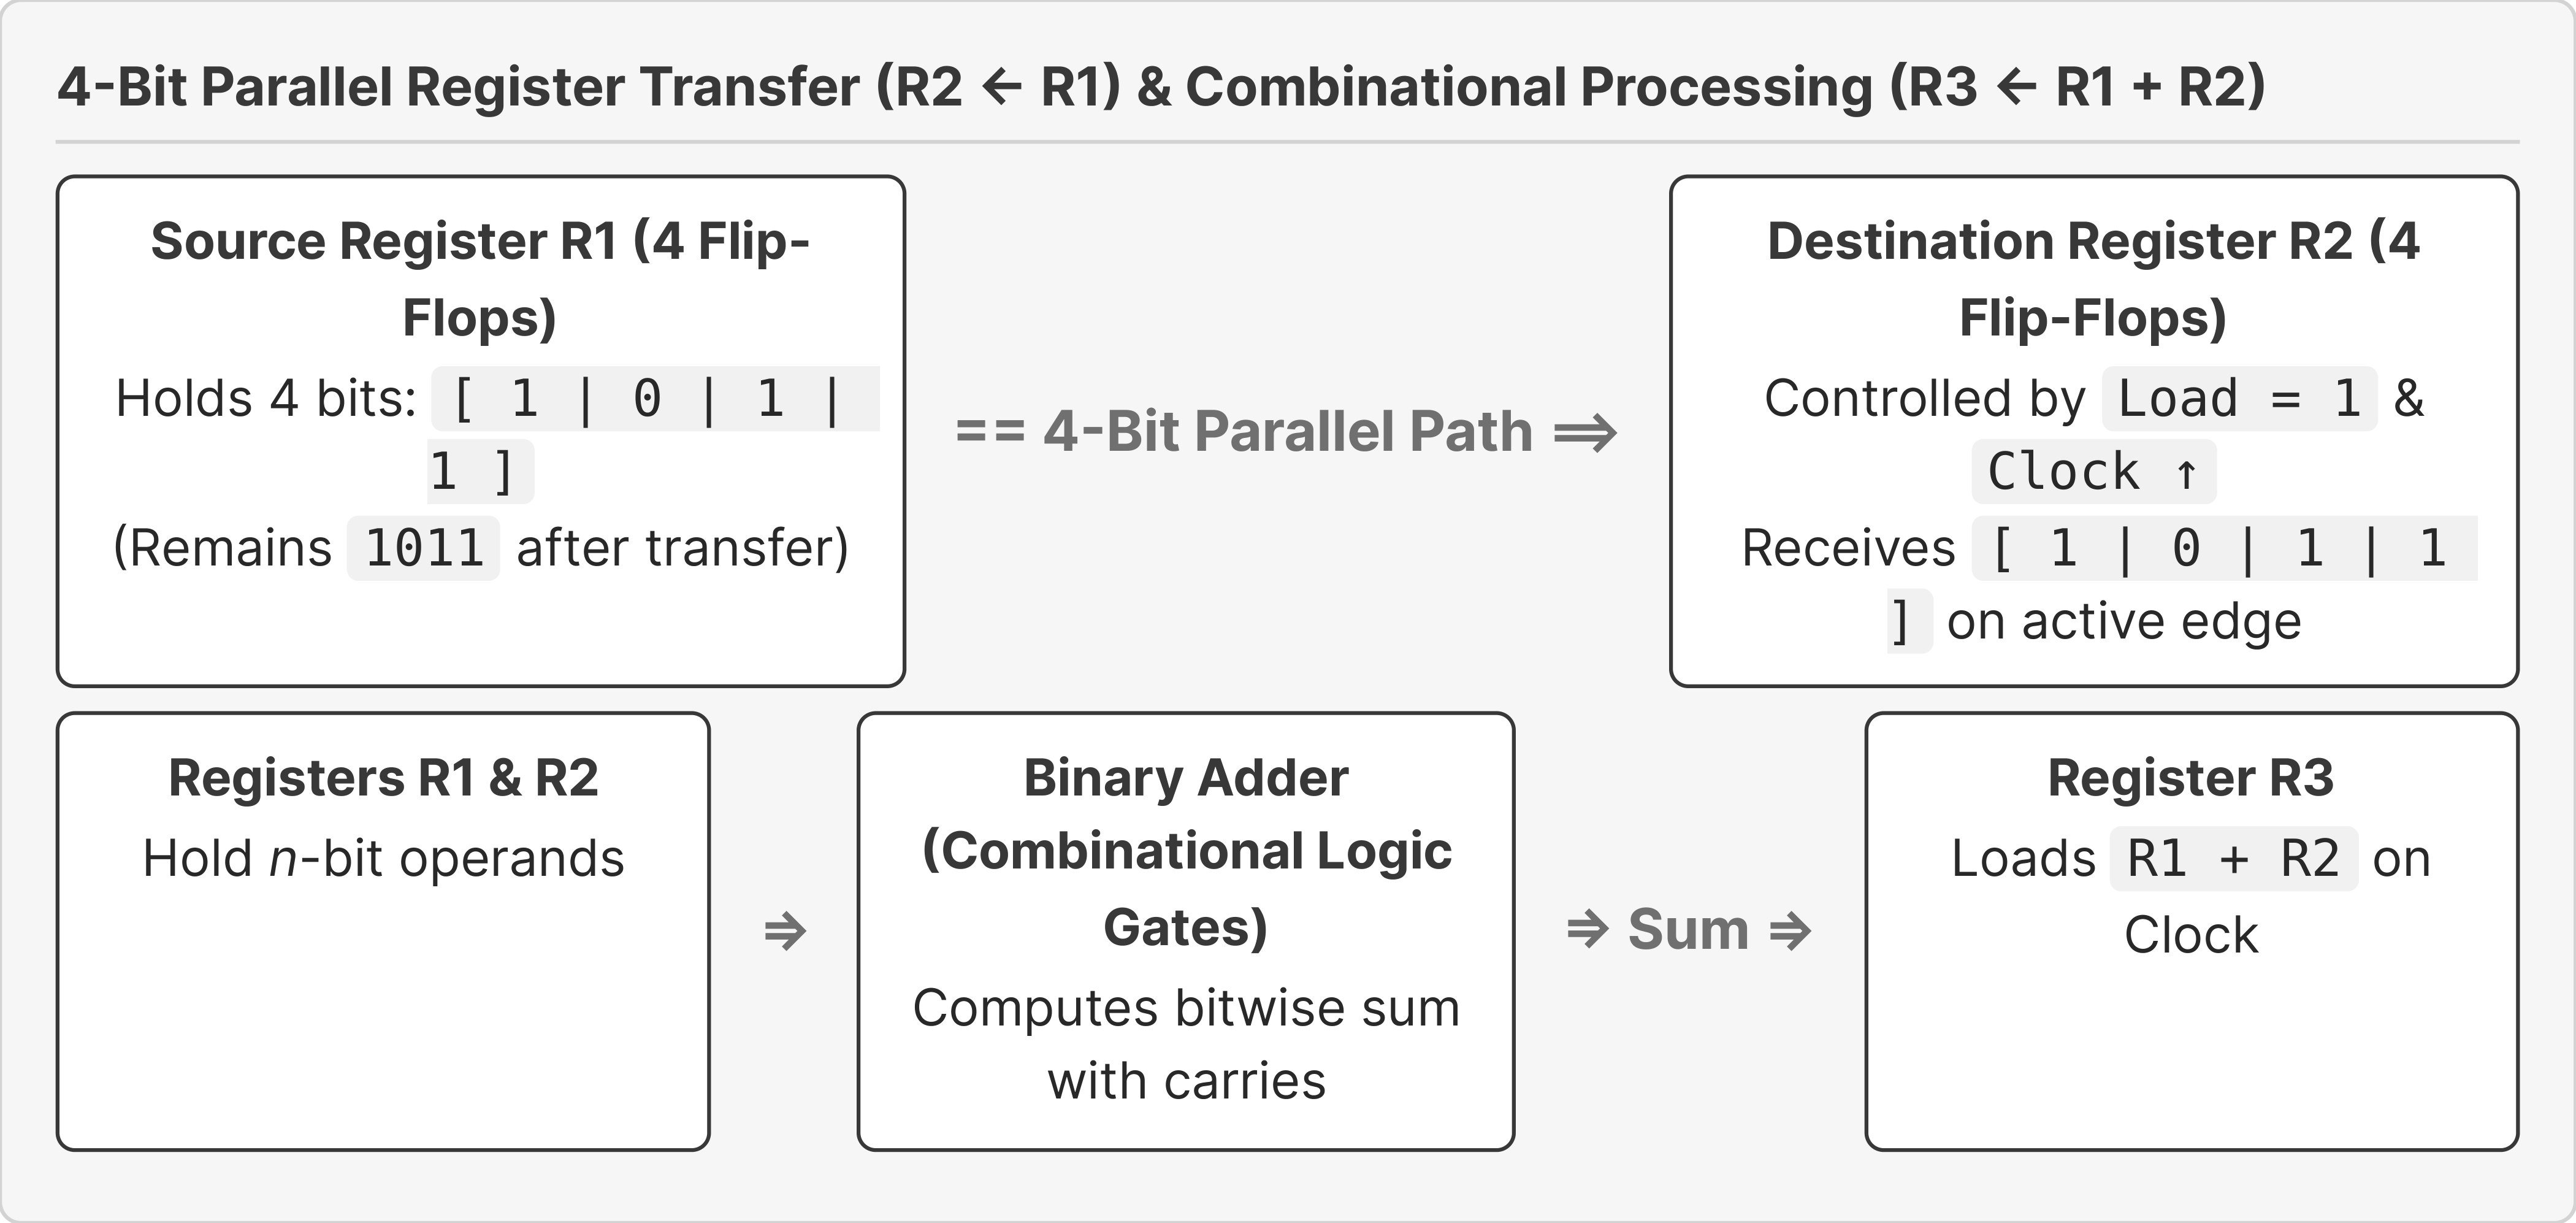 4-Bit Parallel Register Transfer (R2 ← R1) & Combinational Processing (R3 ← R1 + R2)
Source Register R1 (4 Flip-
Flops)
Holds 4 bits: [ 1 | 0 | 1 |
1 ]
(Remains 1011 after transfer)
== 4-Bit Parallel Path ⟹
Destination Register R2 (4
Flip-Flops)
Controlled by Load = 1 &
Clock ↑
Receives [ 1 | 0 | 1 | 1
] on active edge
Registers R1 & R2
Hold n-bit operands
⇒
Binary Adder
(Combinational Logic
Gates)
Computes bitwise sum
with carries
⇒ Sum ⇒
Register R3
Loads R1 + R2 on
Clock